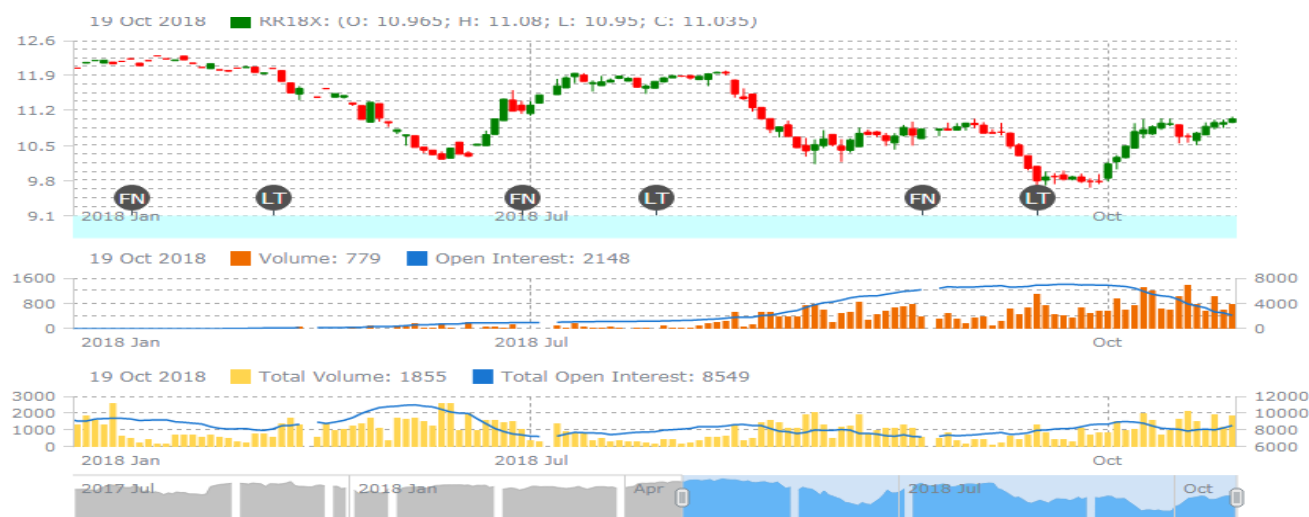 19 Oct 2018 RR18X: (O: 10.965; H: 11.08; L: 10.95; C: 11.035)
12.6
11.9
11.2
10.5
9.8
9.1
FN LT FN LT FN LT
2018 Jan 2018 Jul Oct
19 Oct 2018 Volume: 779 Open Interest: 2148
1600 8000
800 4000
0 0
2018 Jan 2018 Jul Oct
19 Oct 2018 Total Volume: 1855 Total Open Interest: 8549
3000 12000
2000 10000
1000 8000
0 6000
2018 Jan 2018 Jul Oct
2017 Jul 2018 Jan Apr 2018 Jul Oct